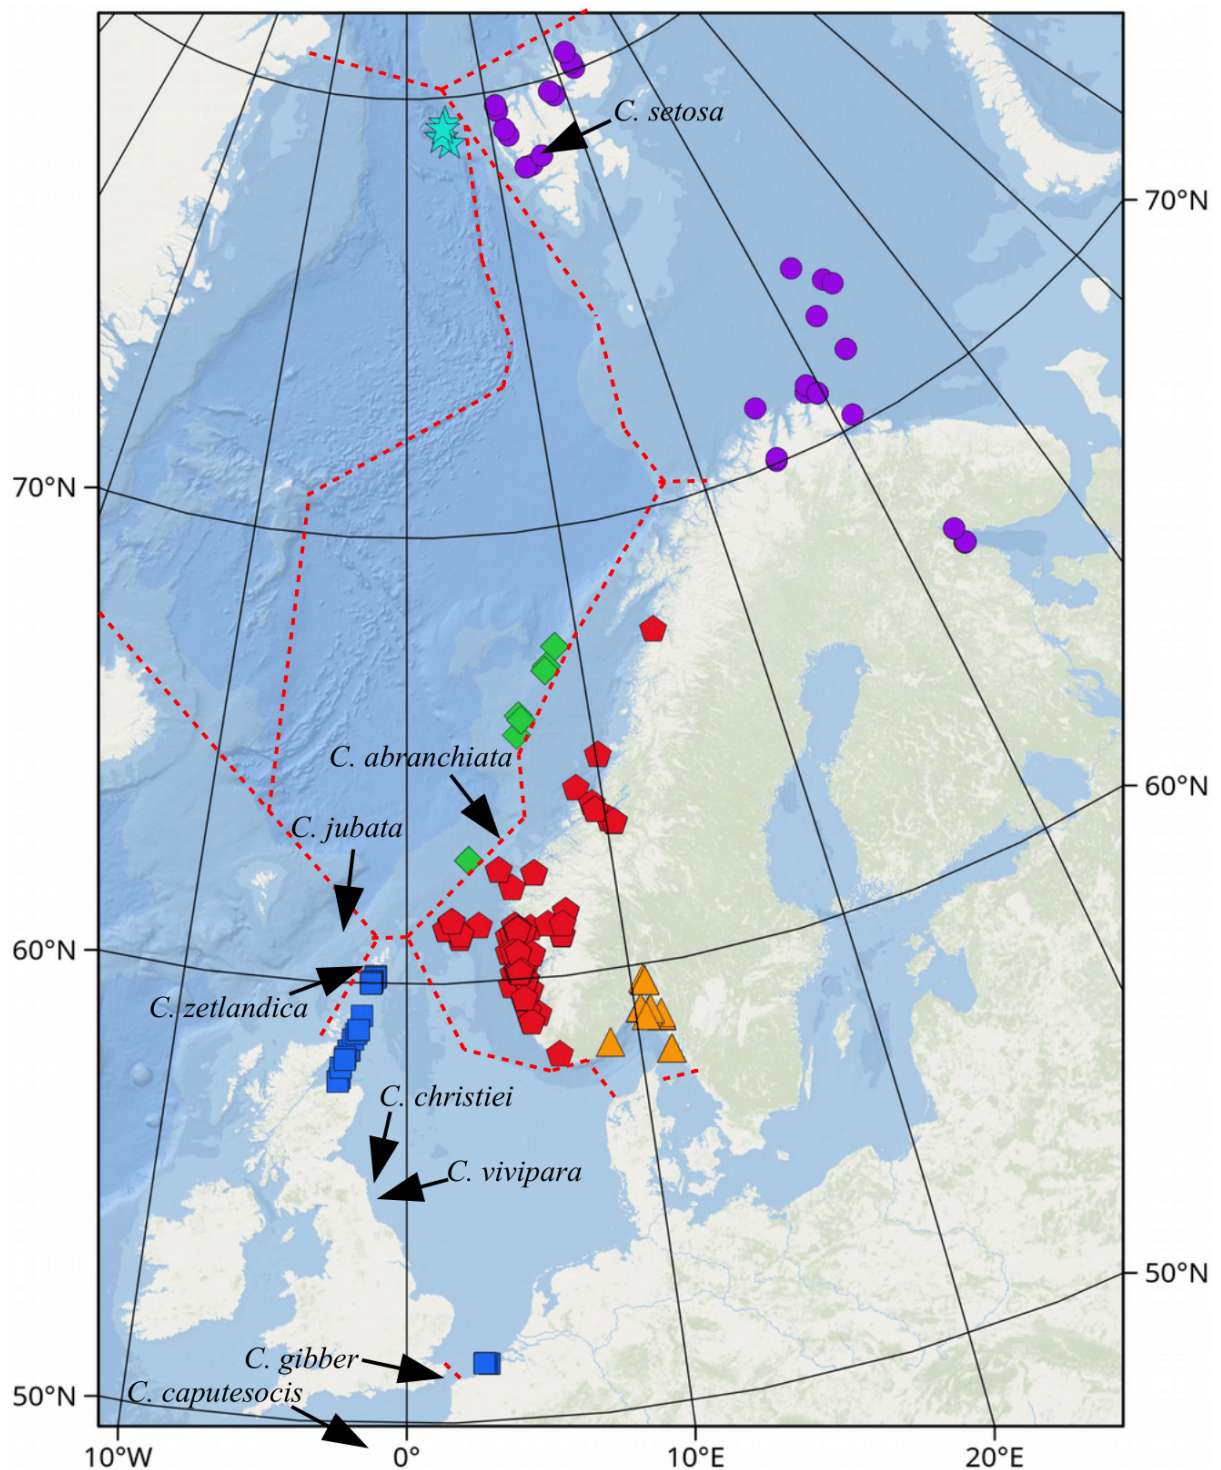 C. setosa
70°N
70°N
C. abranchiata
60°N
C. jubata
60°N
C. zetlandica
C. christiei
C. vivipara
50°N
C. gibber
50°N
C. caputesocis
10°W
0°
10°E
20°E